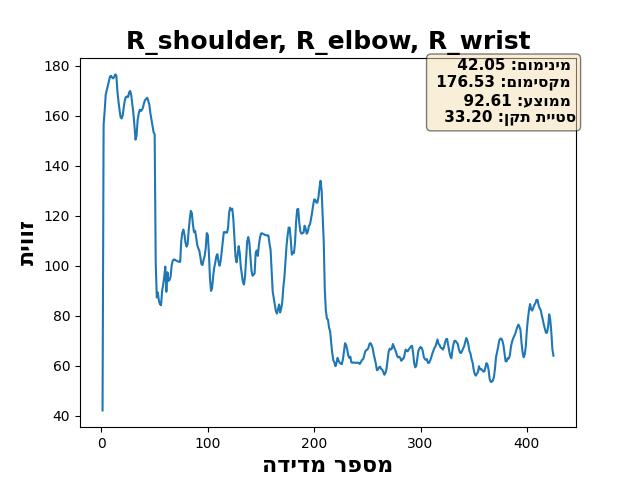 R_shoulder, R_elbow, R_wrist
מינימום: 42.05
מקסימום: 176.53
ממוצע: 92.61
סטיית תקן: 33.20
זווית
180
160
140
120
100
80
60
40
0 100 200 300 400
מספר מדידה